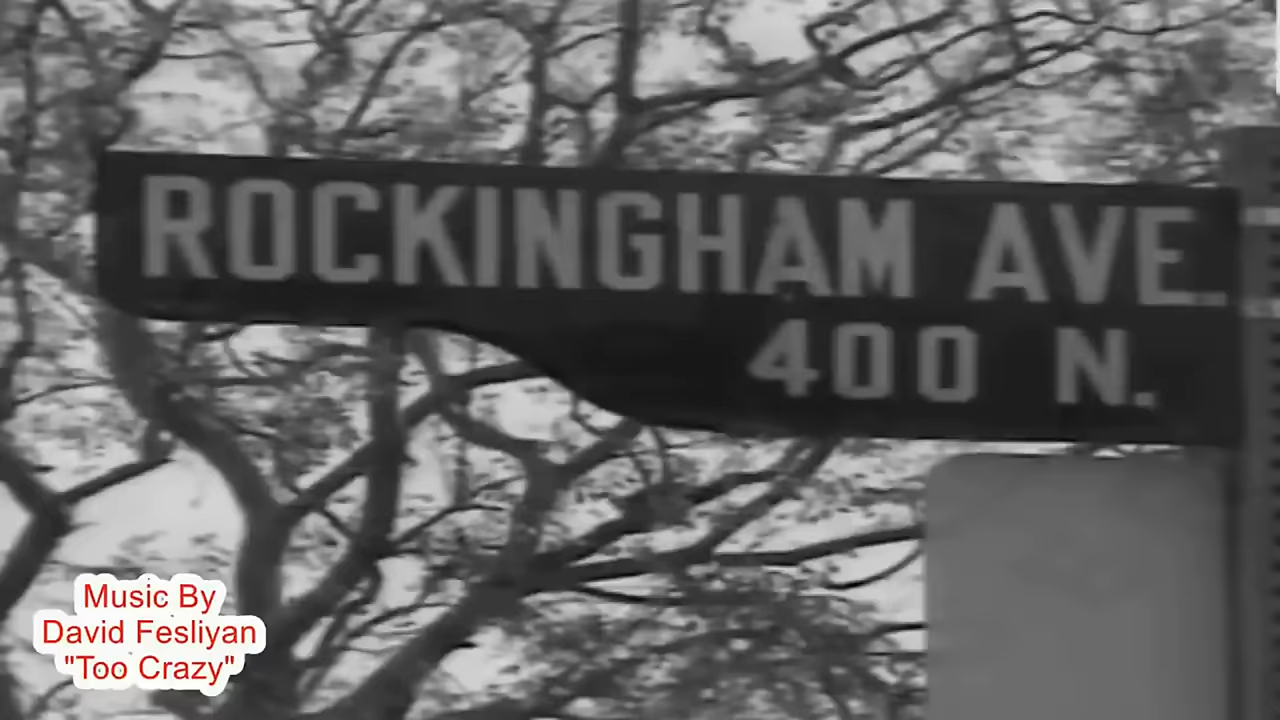 ROCKINGHAM AVE.
400 N.
Music By
David Fesliyan
"Too Crazy"